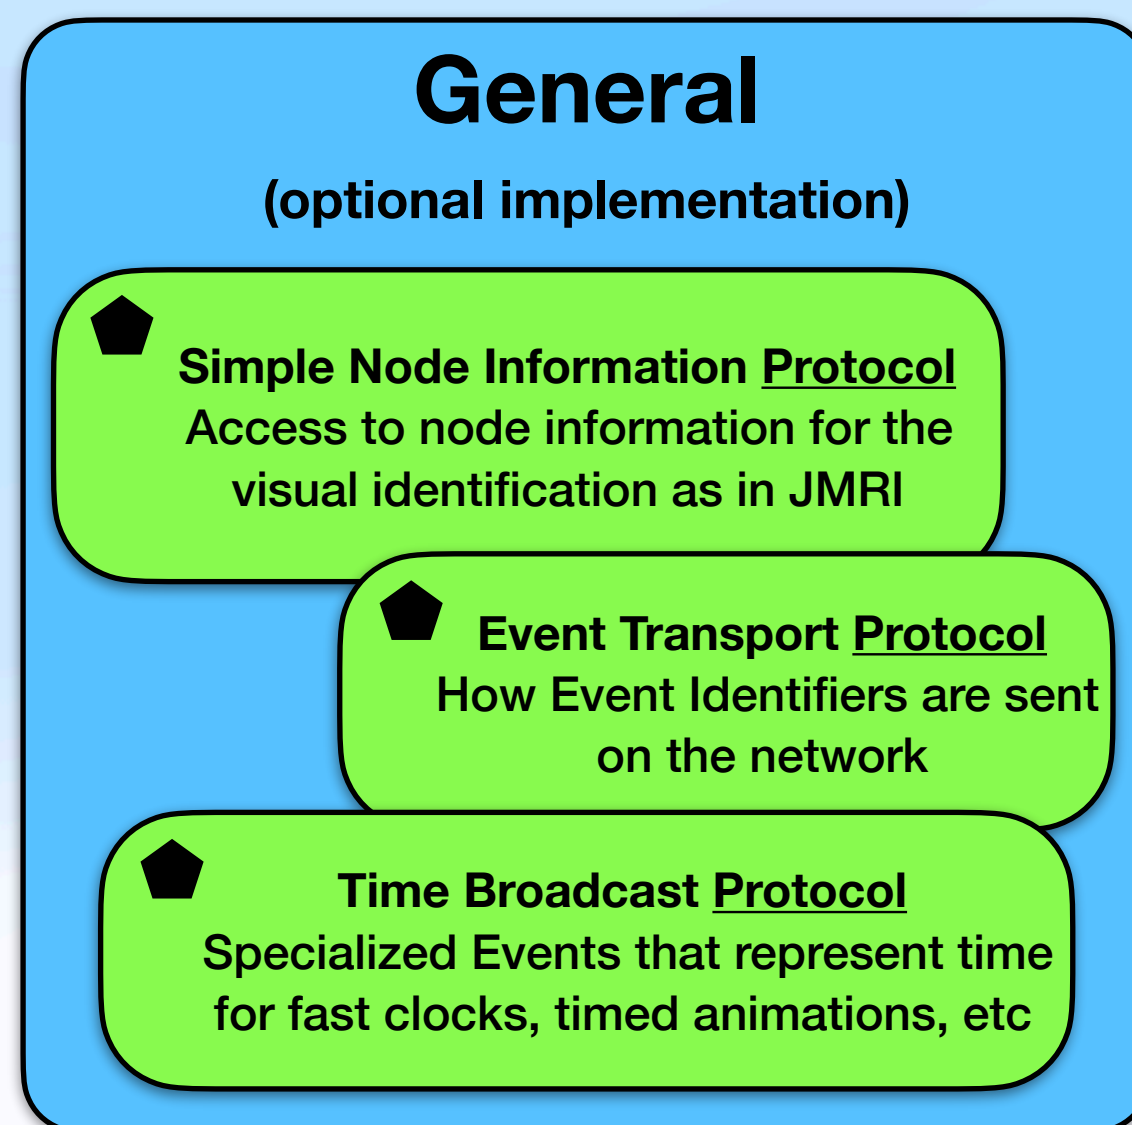 General
(optional implementation)
Simple Node Information Protocol
Access to node information for the
visual identification as in JMRI
Event Transport Protocol
How Event Identifiers are sent
on the network
Time Broadcast Protocol
Specialized Events that represent time
for fast clocks, timed animations, etc